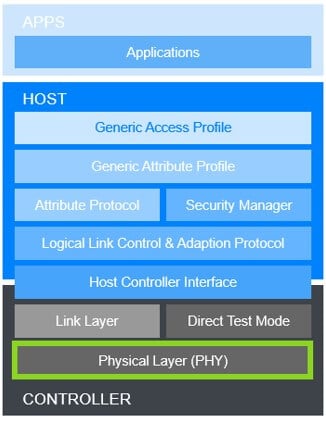 APPS
Applications
HOST
Generic Access Profile
Generic Attribute Profile
Attribute Protocol
Security Manager
Logical Link Control & Adaption Protocol
Host Controller Interface
Link Layer
Direct Test Mode
Physical Layer (PHY)
CONTROLLER